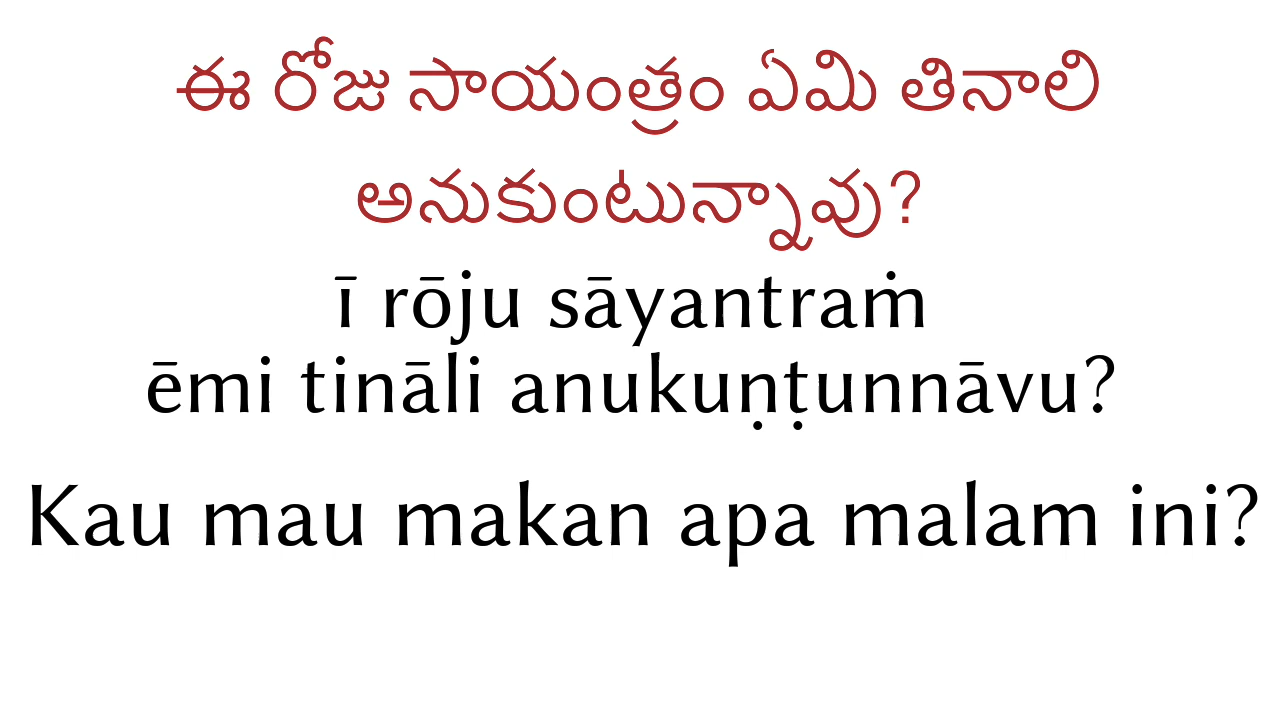 ఈ రోజు సాయంత్రం ఏమి తినాలి
అనుకుంటున్నావు?
ī rōju sāyantraṁ
ēmi tināli anukuṇṭunnāvu?
Kau mau makan apa malam ini?